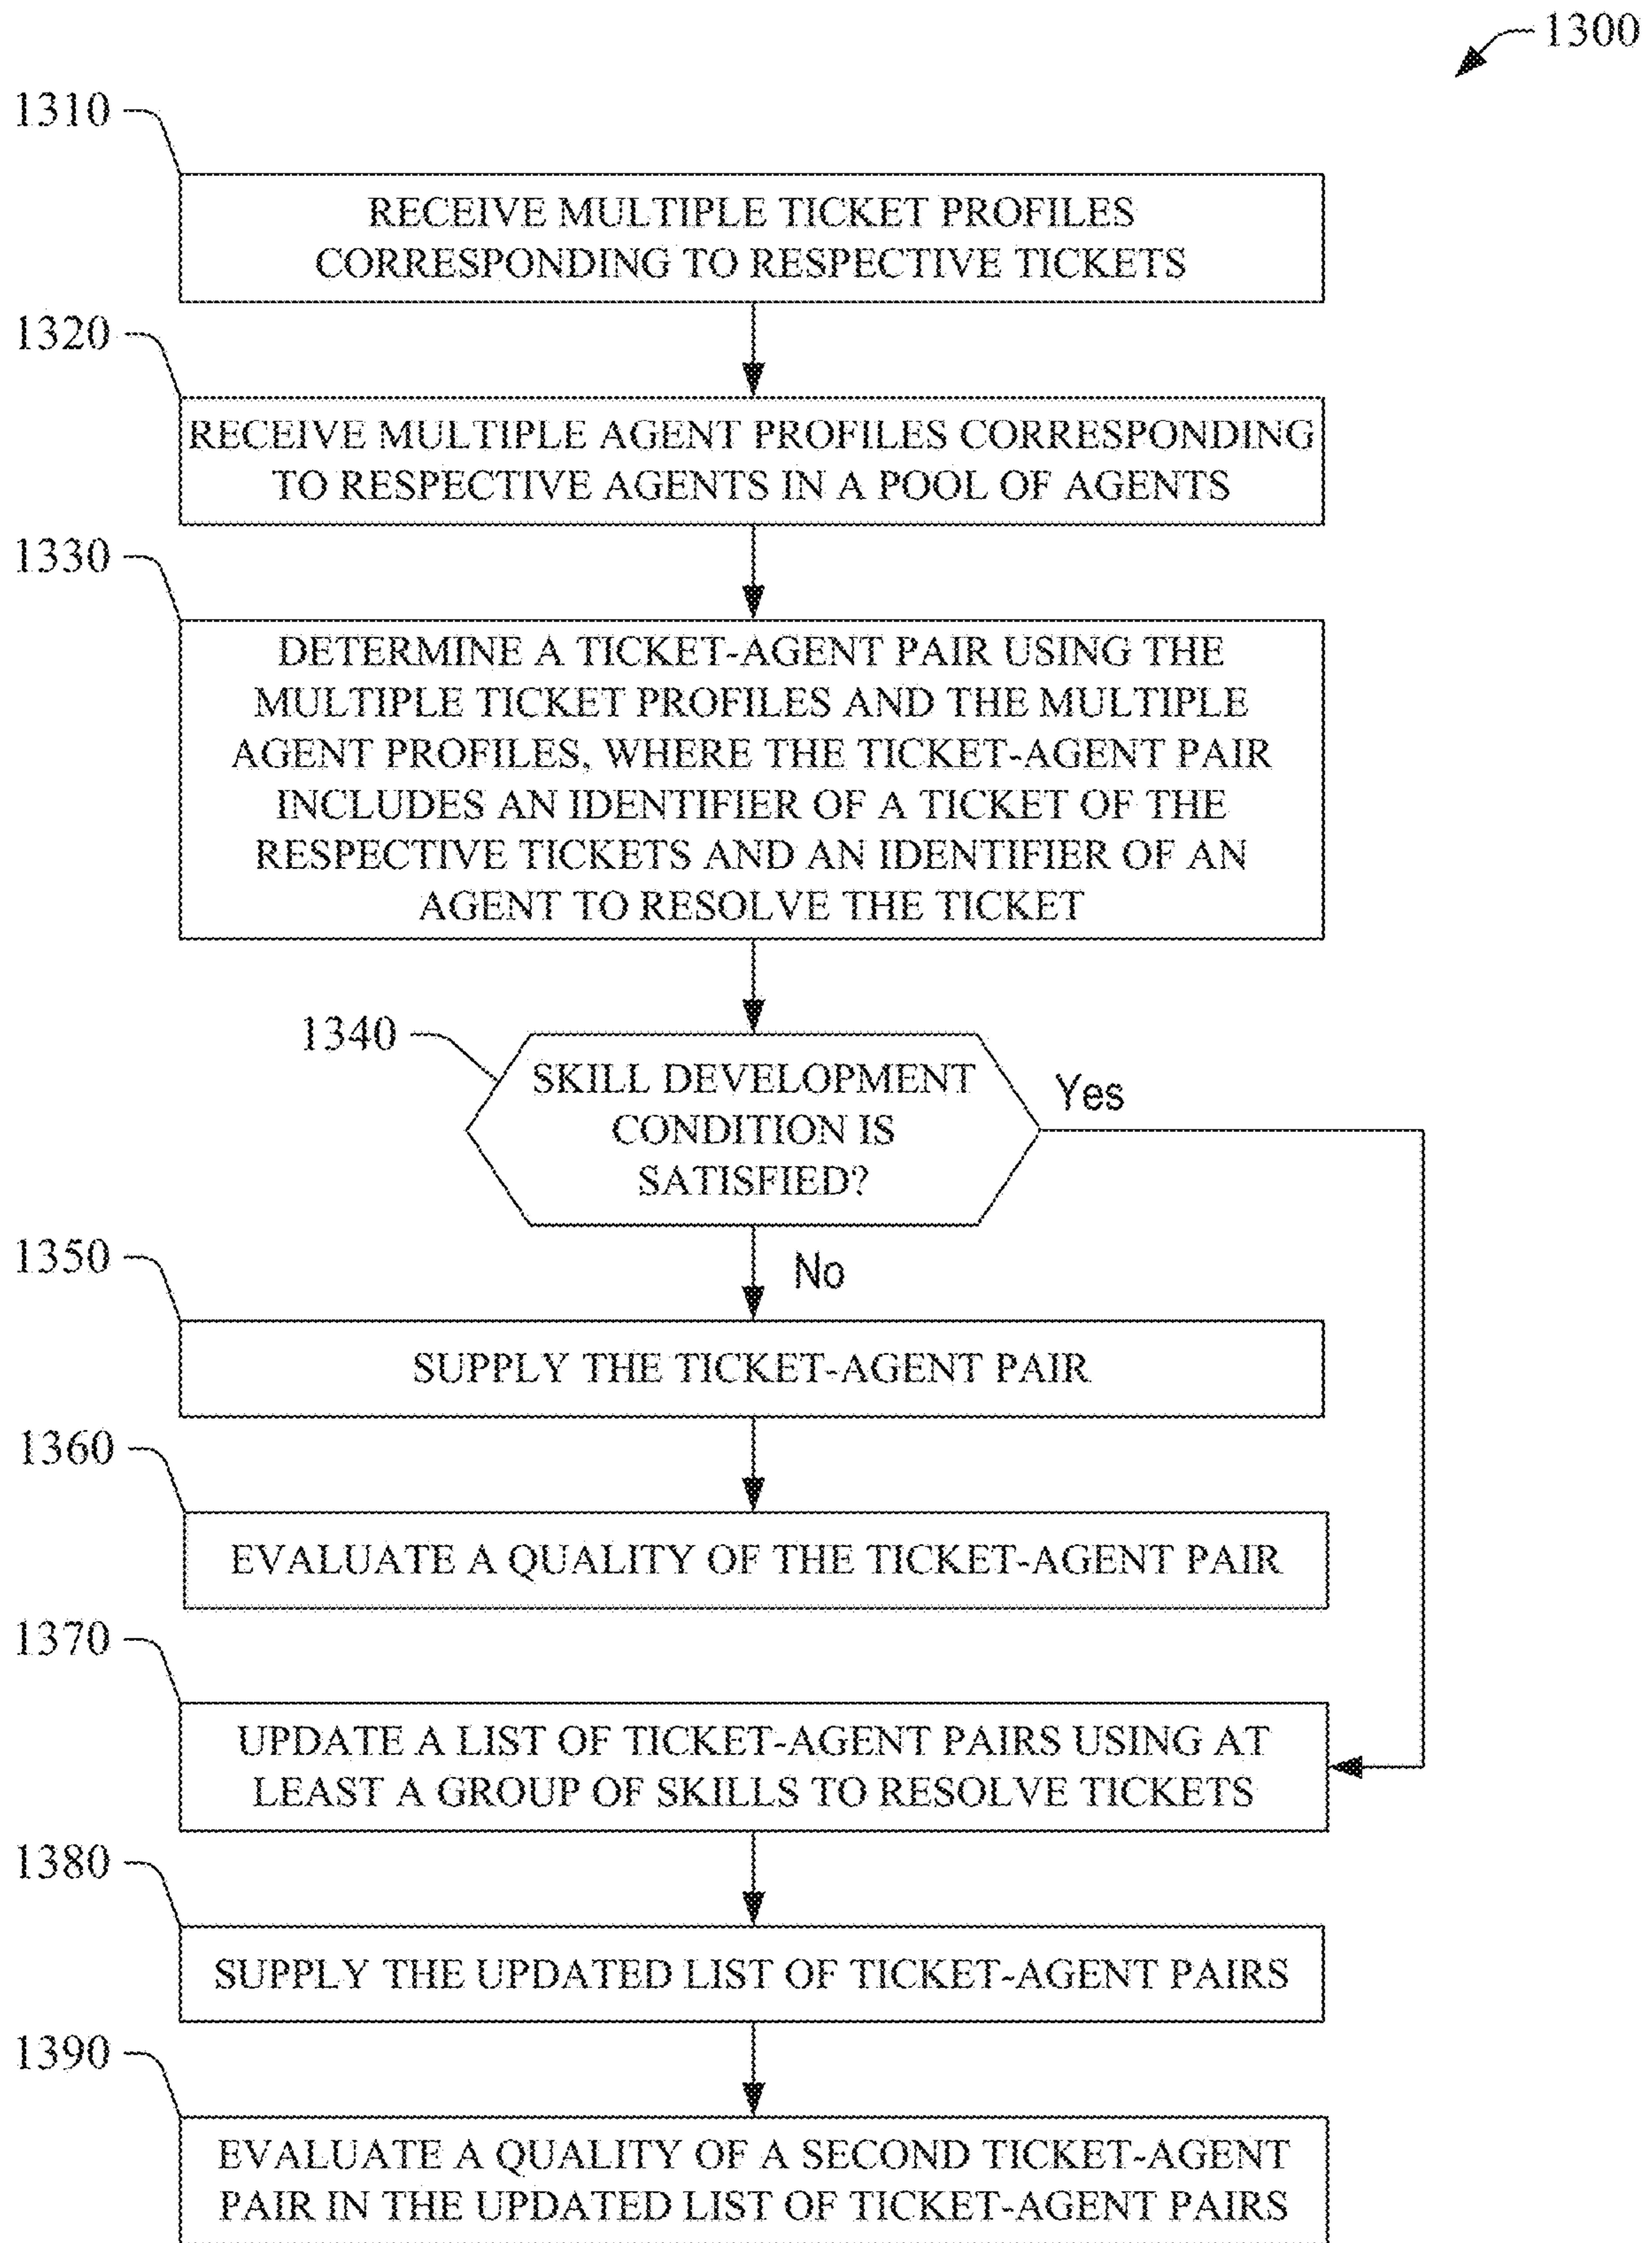 1300
1310
RECEIVE MULTIPLE TICKET PROFILES
CORRESPONDING TO RESPECTIVE TICKETS
1320
RECEIVE MULTIPLE AGENT PROFILES CORRESPONDING
TO RESPECTIVE AGENTS IN A POOL OF AGENTS
1330
DETERMINE A TICKET-AGENT PAIR USING THE
MULTIPLE TICKET PROFILES AND THE MULTIPLE
AGENT PROFILES, WHERE THE TICKET-AGENT PAIR
INCLUDES AN IDENTIFIER OF A TICKET OF THE
RESPECTIVE TICKETS AND AN IDENTIFIER OF AN
AGENT TO RESOLVE THE TICKET
1340
SKILL DEVELOPMENT
CONDITION IS
SATISFIED?
Yes
No
1350
SUPPLY THE TICKET-AGENT PAIR
1360
EVALUATE A QUALITY OF THE TICKET-AGENT PAIR
1370
UPDATE A LIST OF TICKET-AGENT PAIRS USING AT
LEAST A GROUP OF SKILLS TO RESOLVE TICKETS
1380
SUPPLY THE UPDATED LIST OF TICKET-AGENT PAIRS
1390
EVALUATE A QUALITY OF A SECOND TICKET-AGENT
PAIR IN THE UPDATED LIST OF TICKET-AGENT PAIRS